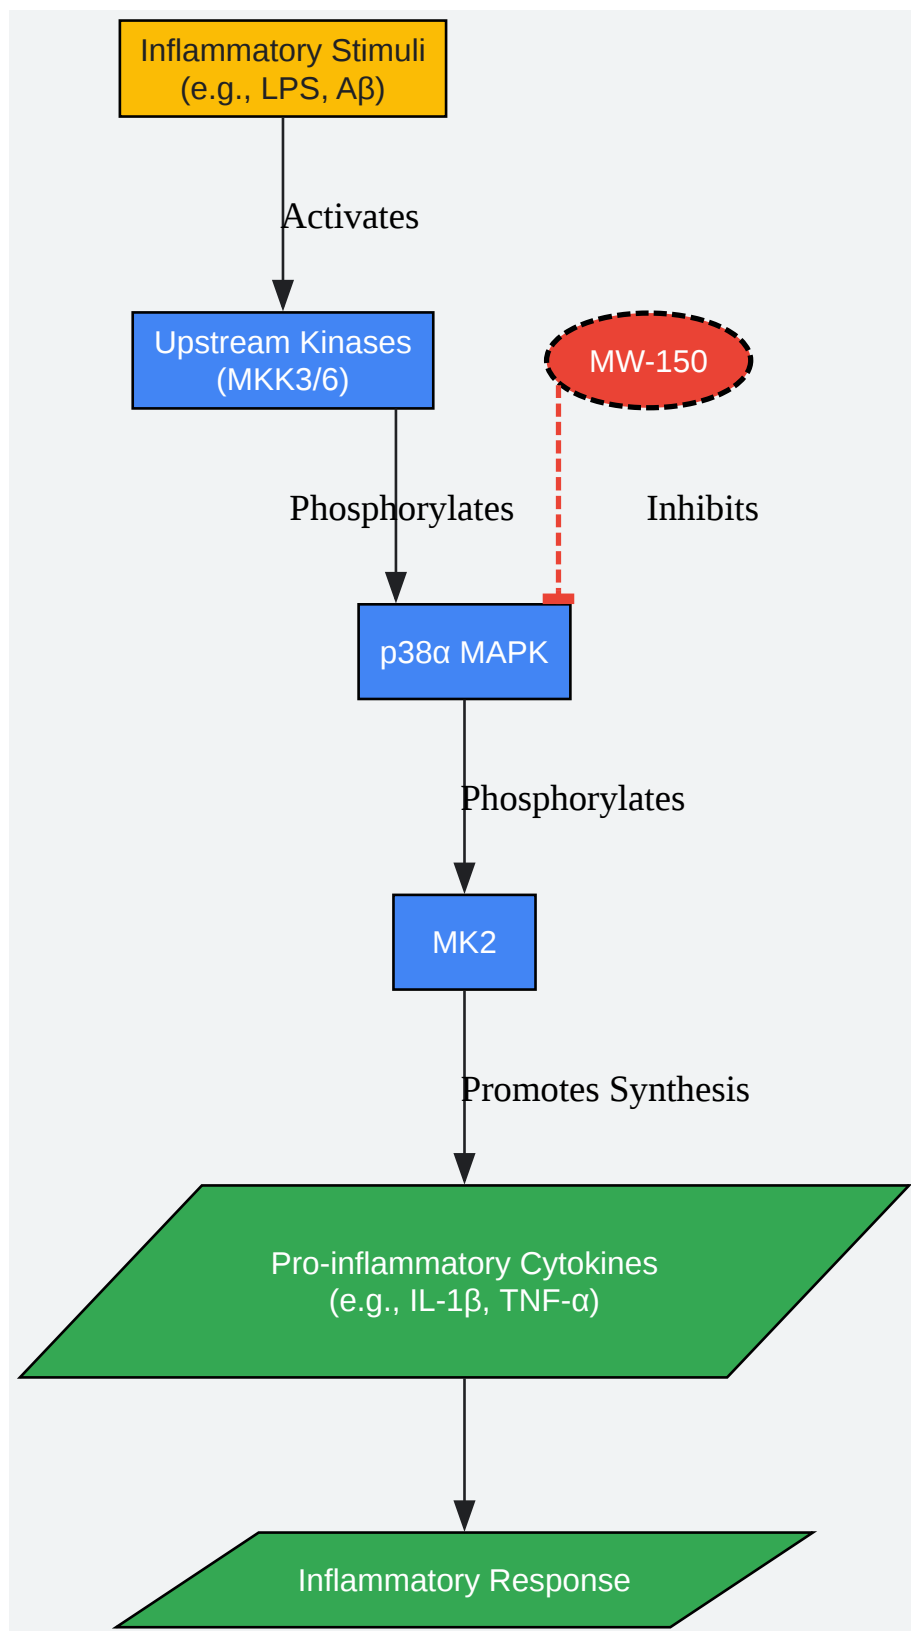 Inflammatory Stimuli
(e.g., LPS, Aβ)
Activates
Upstream Kinases
(MKK3/6)
MW-150
Phosphorylates
Inhibits
p38α MAPK
Phosphorylates
MK2
Promotes Synthesis
Pro-inflammatory Cytokines
(e.g., IL-1β, TNF-α)
Inflammatory Response